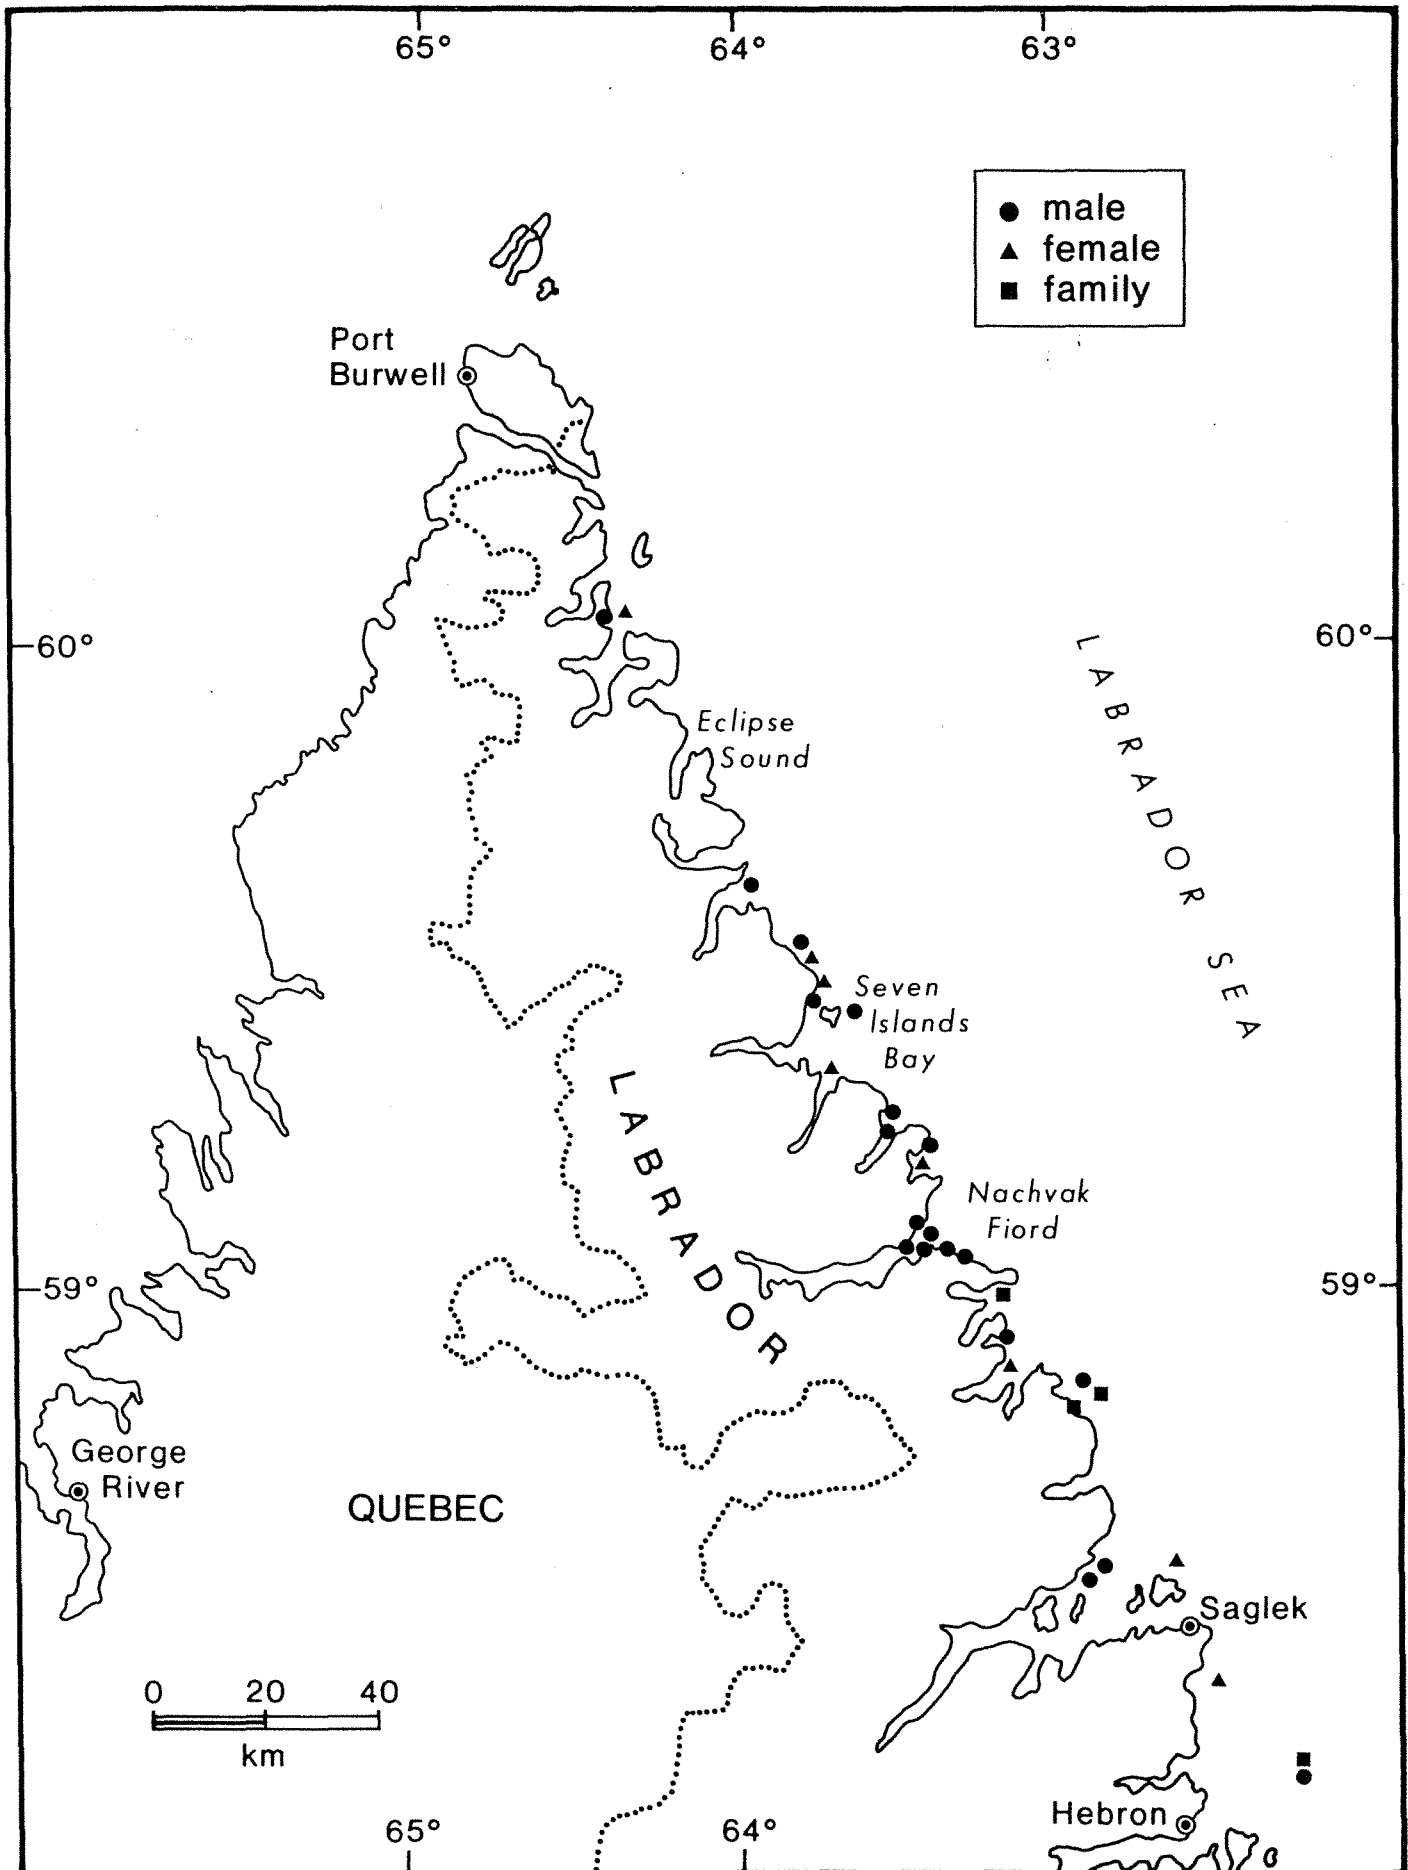 65° 64° 63°
male
female
family
Port
Burwell
60° 60°
LABRADOR SEA
Eclipse
Sound
Seven
Islands
Bay
LABRADOR
Nachvak
Fiord
59° 59°
George
River
QUEBEC
Saglek
0 20 40
km
Hebron
65° 64°